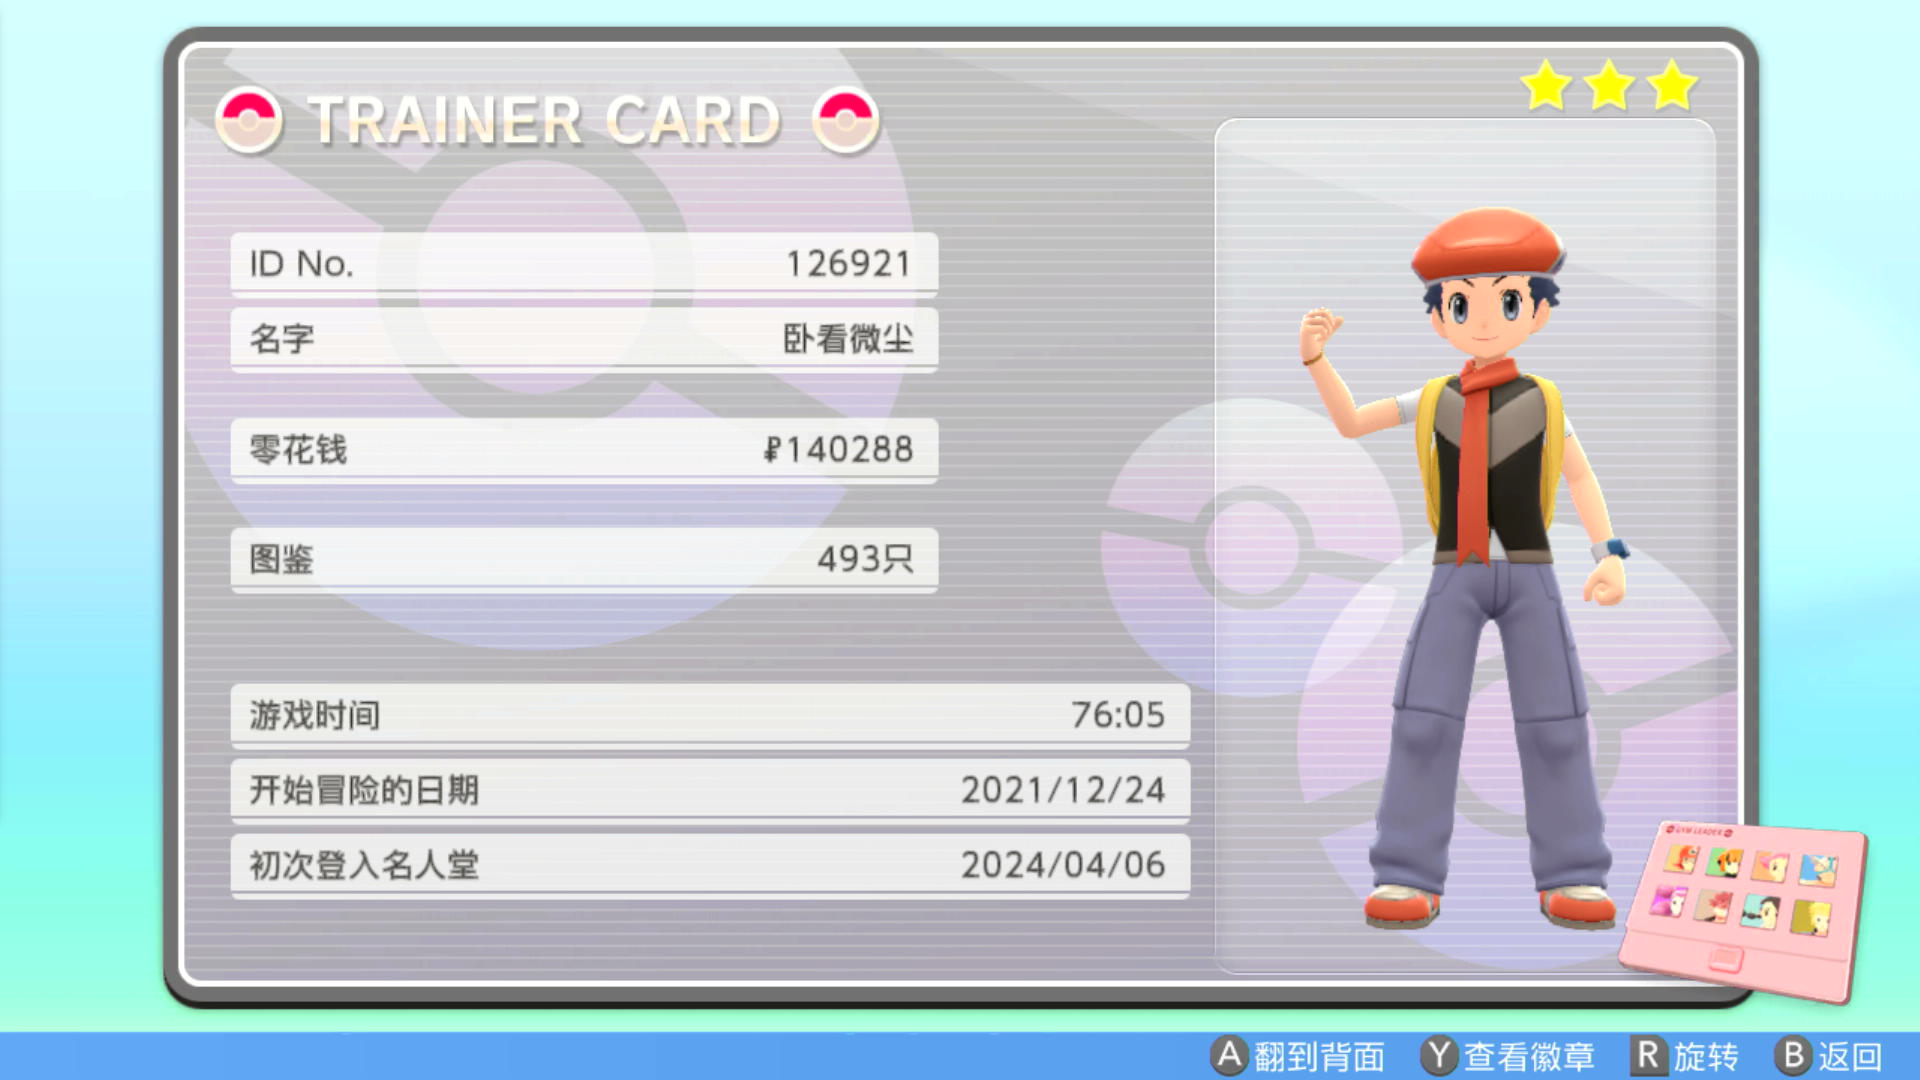 TRAINER CARD
ID No. 126921
名字 卧看微尘
零花钱 ₽140288
图鉴 493只
游戏时间 76:05
开始冒险的日期 2021/12/24
初次登入名人堂 2024/04/06
GYM LEADER
A 翻到背面 Y 查看徽章 R 旋转 B 返回